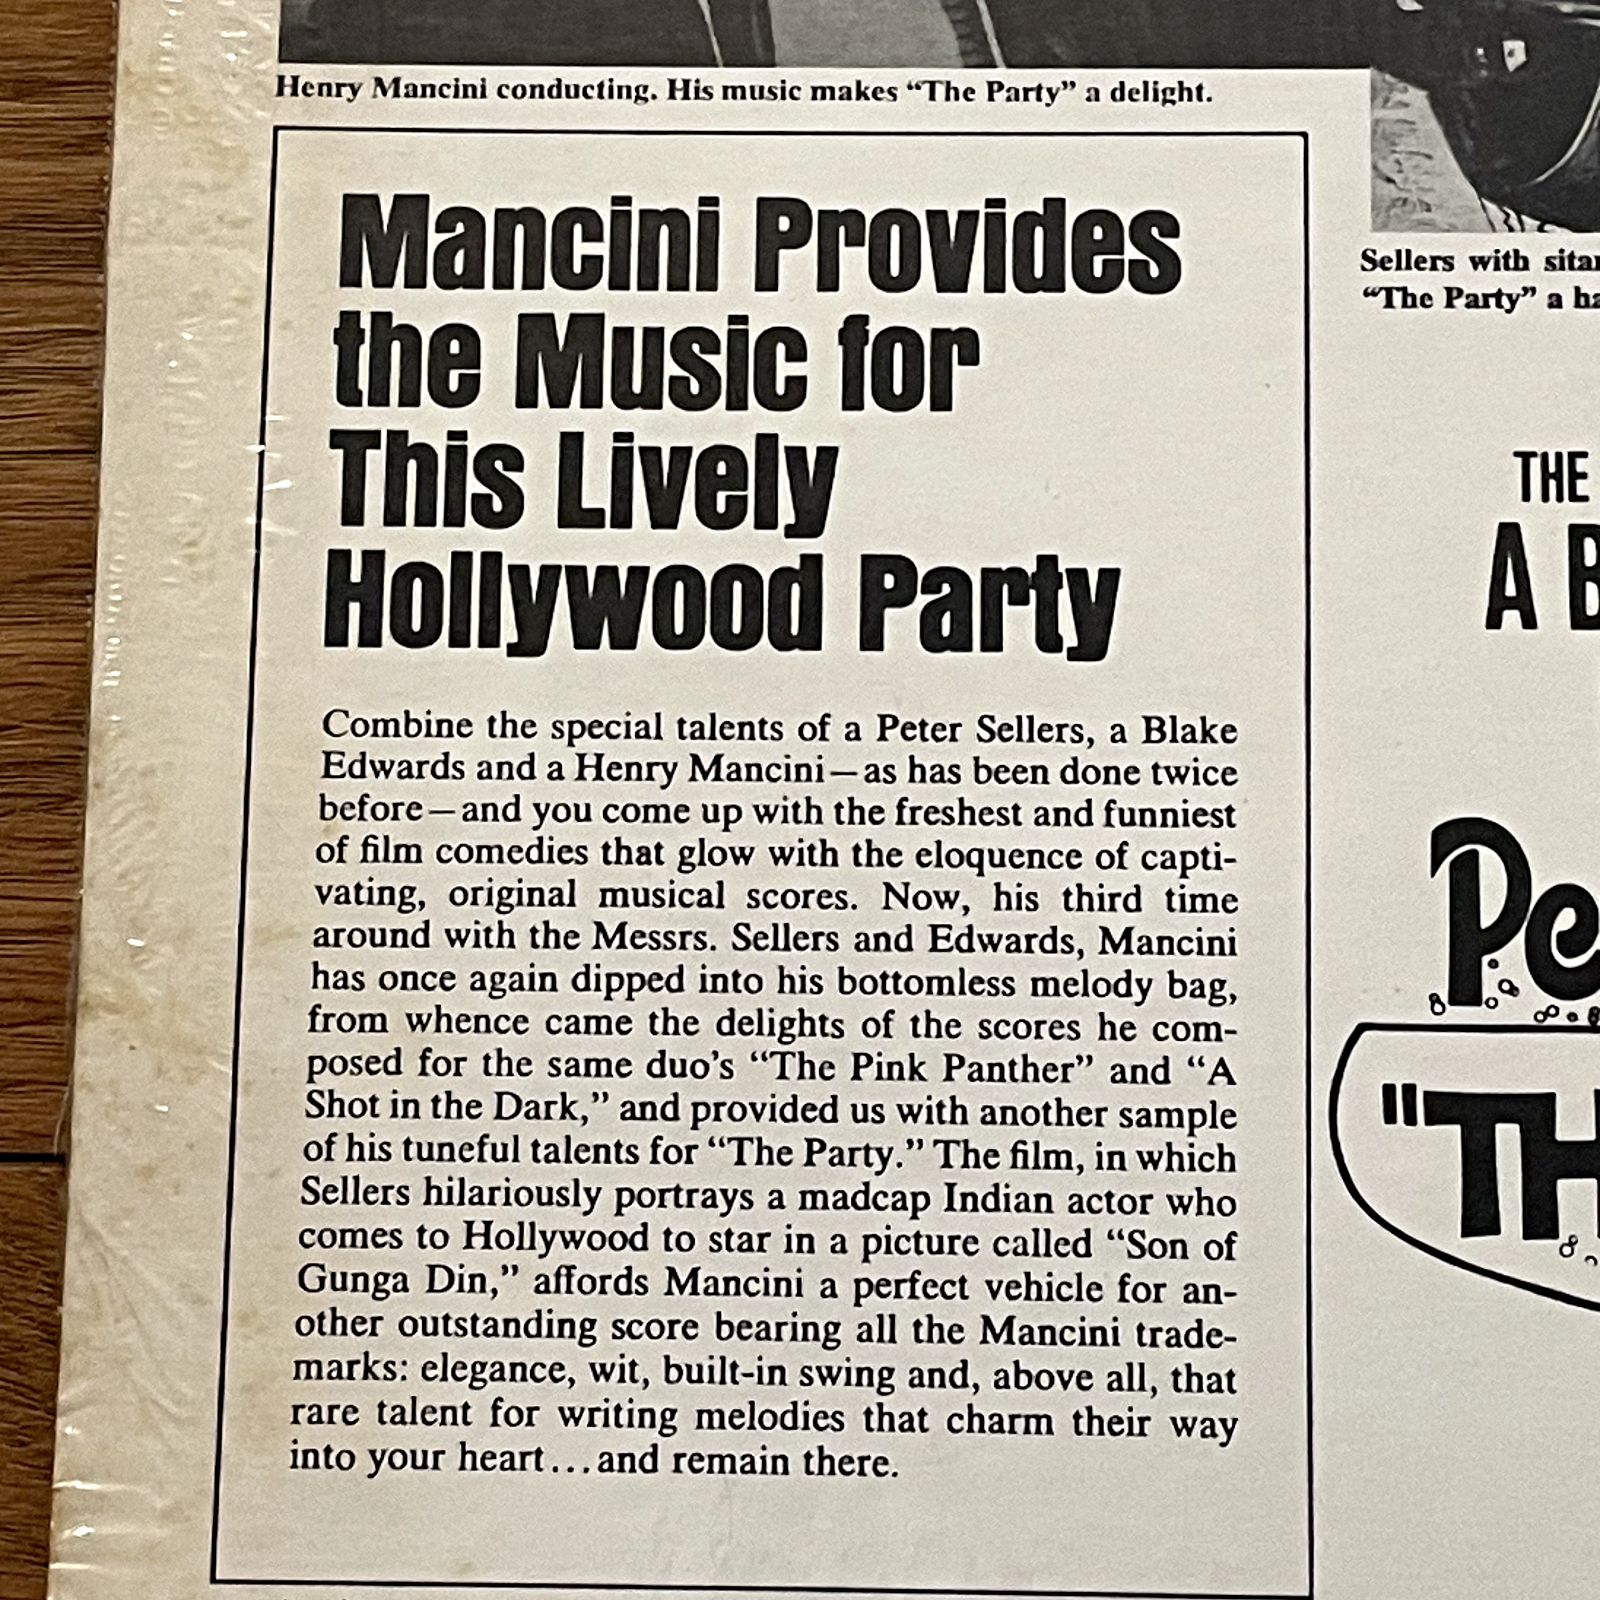 Henry Mancini conducting. His music makes “The Party” a delight.
Mancini Provides
the Music for
This Lively
Hollywood Party
Combine the special talents of a Peter Sellers, a Blake
Edwards and a Henry Mancini—as has been done twice
before—and you come up with the freshest and funniest
of film comedies that glow with the eloquence of capti-
vating, original musical scores. Now, his third time
around with the Messrs. Sellers and Edwards, Mancini
has once again dipped into his bottomless melody bag,
from whence came the delights of the scores he com-
posed for the same duo’s “The Pink Panther” and “A
Shot in the Dark,” and provided us with another sample
of his tuneful talents for “The Party.” The film, in which
Sellers hilariously portrays a madcap Indian actor who
comes to Hollywood to star in a picture called “Son of
Gunga Din,” affords Mancini a perfect vehicle for an-
other outstanding score bearing all the Mancini trade-
marks: elegance, wit, built-in swing and, above all, that
rare talent for writing melodies that charm their way
into your heart...and remain there.
Sellers with
“The Party” a
THE
A